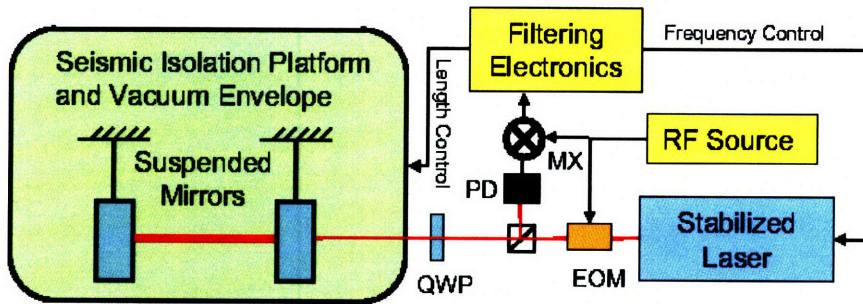 Seismic Isolation Platform
and Vacuum Envelope
Suspended
Mirrors
Length Control
Filtering
Electronics
Frequency Control
RF Source
MX
PD
QWP
EOM
Stabilized
Laser